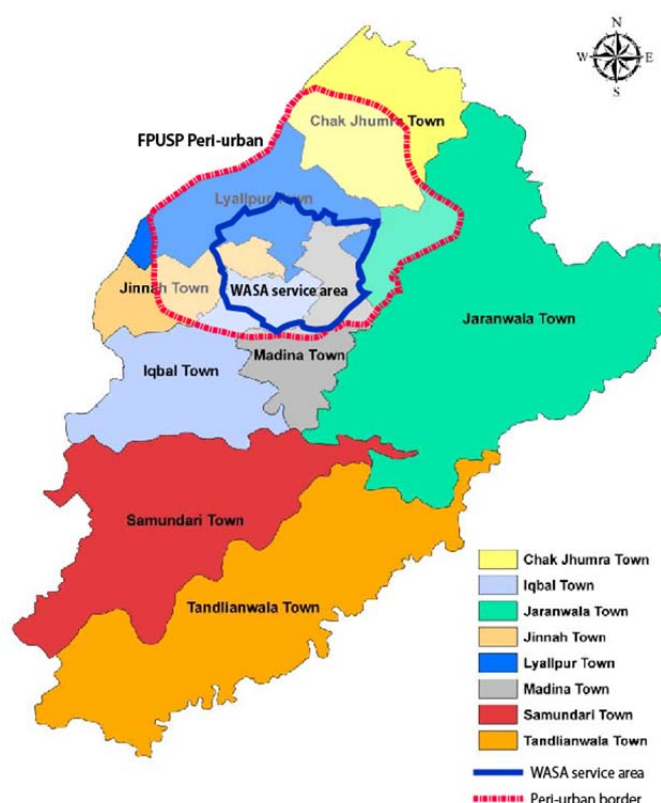 N
W E
S
Chak Jhumra Town
FPUSP Peri-urban
Lyallpur Town
Jinnah Town
WASA service area
Jaranwala Town
Madina Town
Iqbal Town
Samundari Town
Tandlianwala Town
Chak Jhumra Town
Iqbal Town
Jaranwala Town
Jinnah Town
Lyallpur Town
Madina Town
Samundari Town
Tandlianwala Town
WASA service area
Peri-urban border